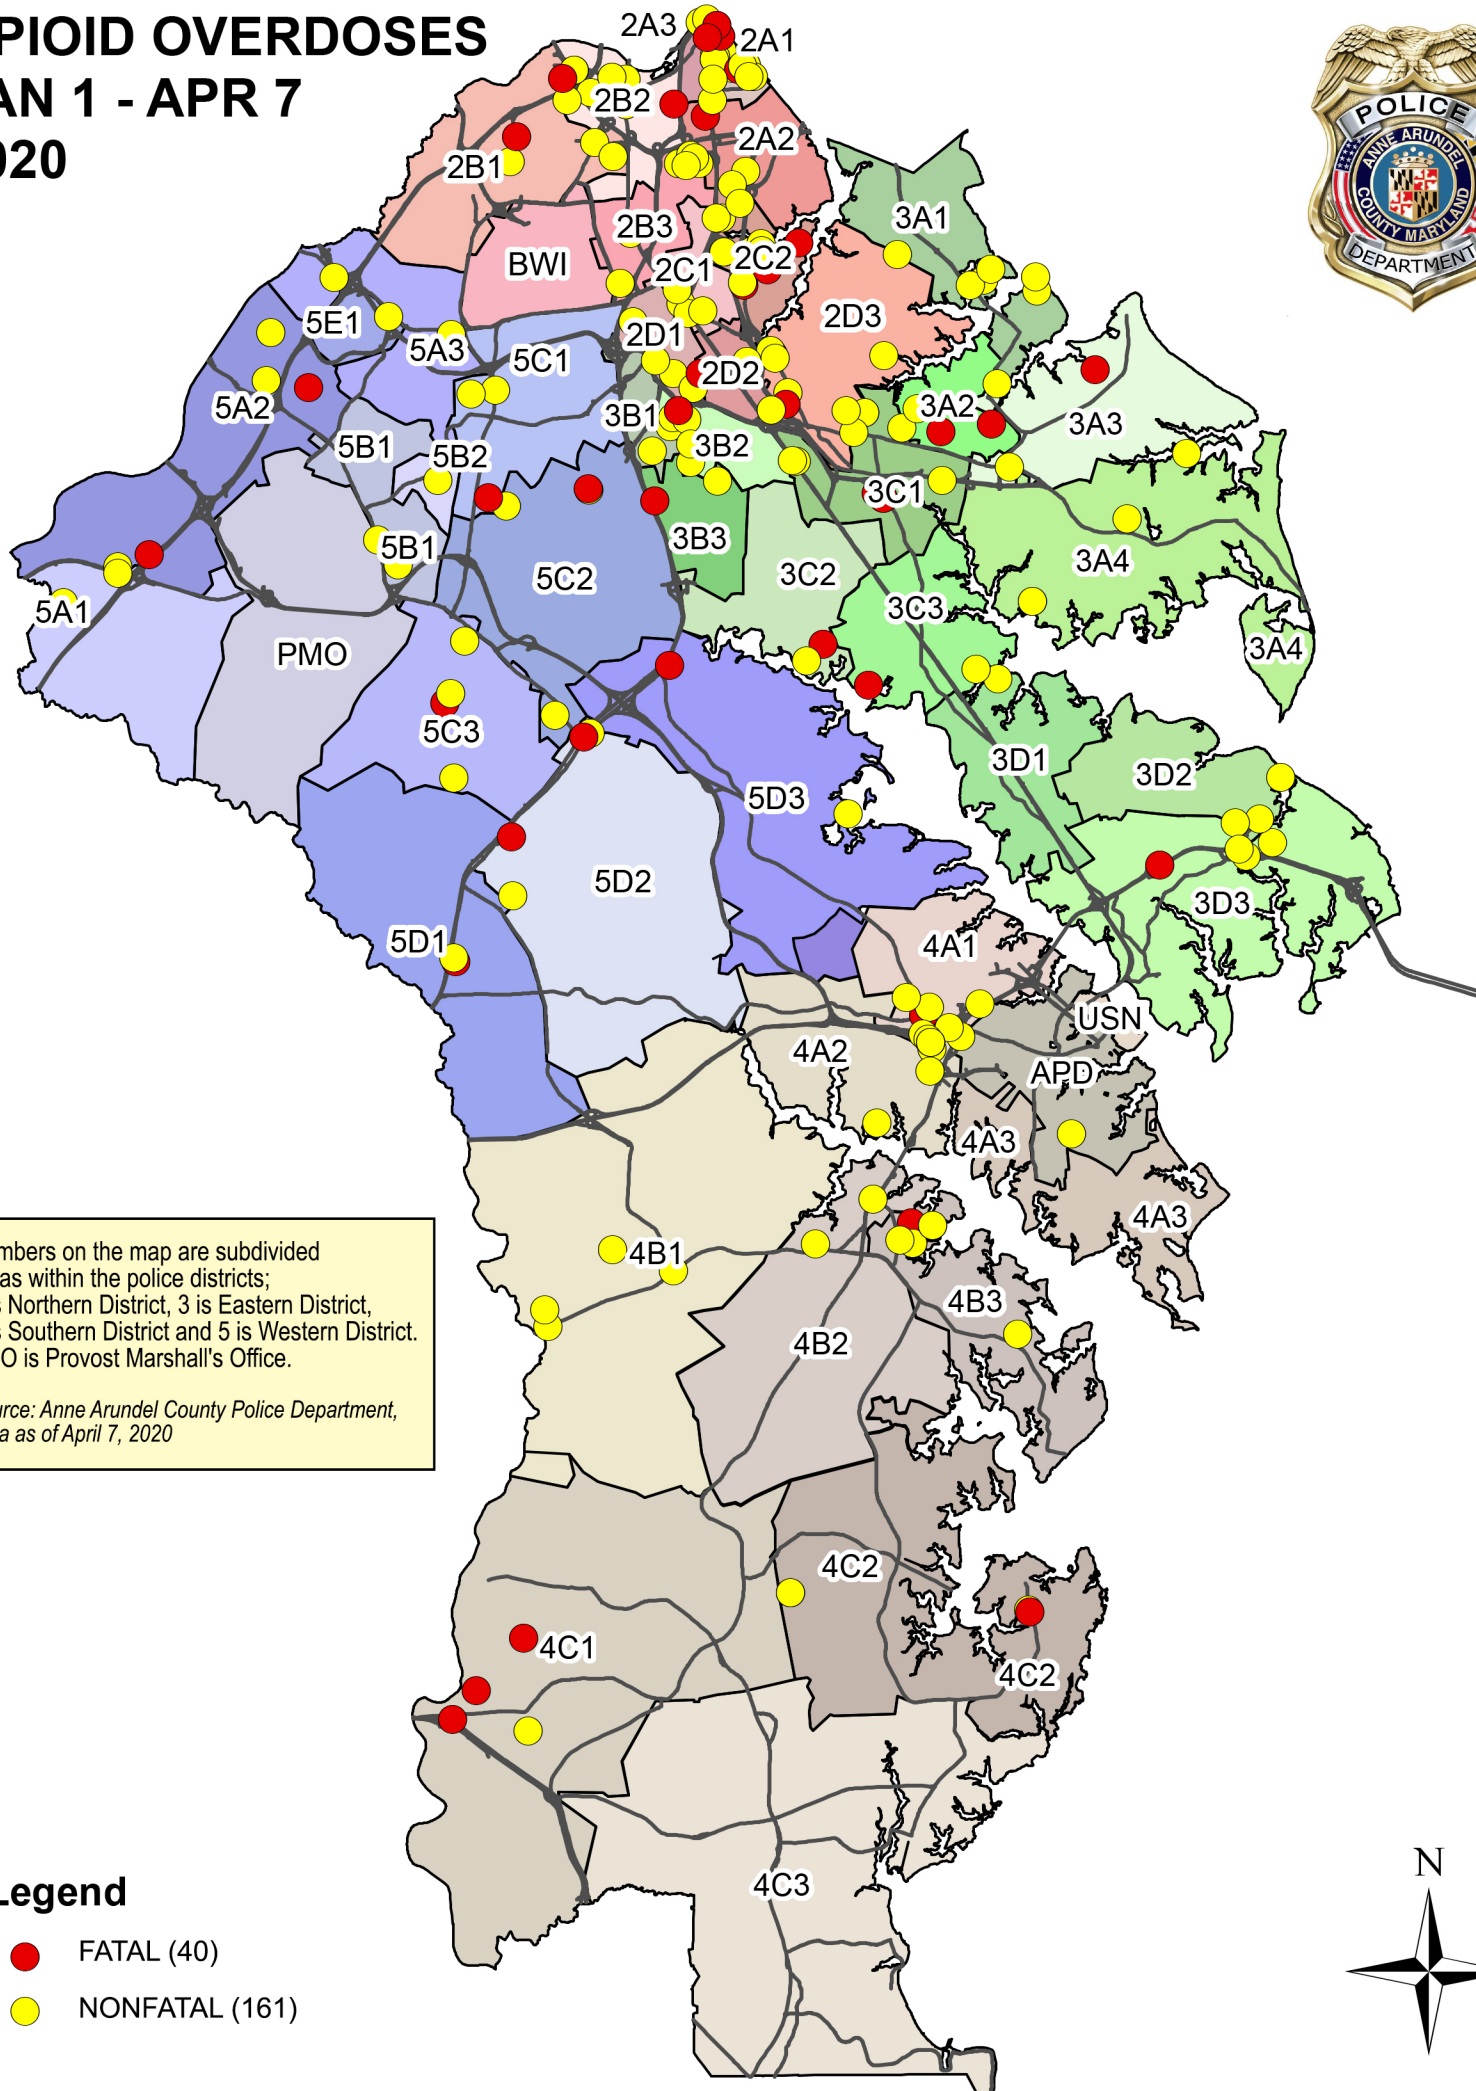 PIOID OVERDOSES
AN 1 - APR 7
020
POLICE
ANNE ARUNDEL
COUNTY MARYLAND
DEPARTMENT
2A3
2A1
2B2
2A2
2B1
3A1
2B3
BWI
2C1
2C2
2D3
5E1
2D1
5A3
5C1
2D2
5A2
3B1
3A2
3A3
5B1
5B2
3B2
3C1
5B1
3B3
3A4
5C2
3C2
5A1
3C3
PMO
3A4
5C3
3D1
3D2
5D3
5D2
3D3
5D1
4A1
USN
4A2
APD
4A3
4A3
4B1
4B3
4B2
4C2
4C1
4C2
4C3
mbers on the map are subdivided
as within the police districts;
s Northern District, 3 is Eastern District,
s Southern District and 5 is Western District.
O is Provost Marshall's Office.
urce: Anne Arundel County Police Department,
a as of April 7, 2020
Legend
FATAL (40)
NONFATAL (161)
N